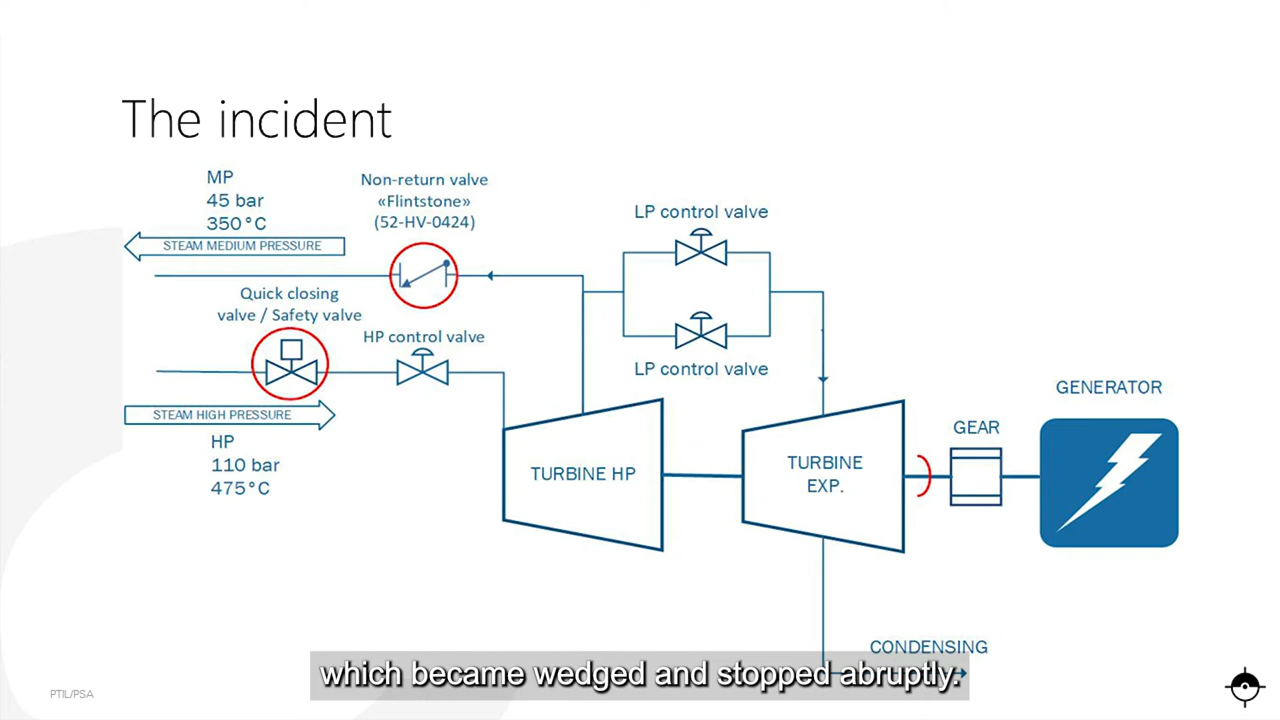 The incident
MP
45 bar
350°C
STEAM MEDIUM PRESSURE
Non-return valve
«Flintstone»
(52-HV-0424)
LP control valve
Quick closing
valve / Safety valve
HP control valve
LP control valve
STEAM HIGH PRESSURE
HP
110 bar
475°C
TURBINE HP
TURBINE
EXP.
GEAR
GENERATOR
CONDENSING
which became wedged and stopped abruptly.
PTIL/PSA